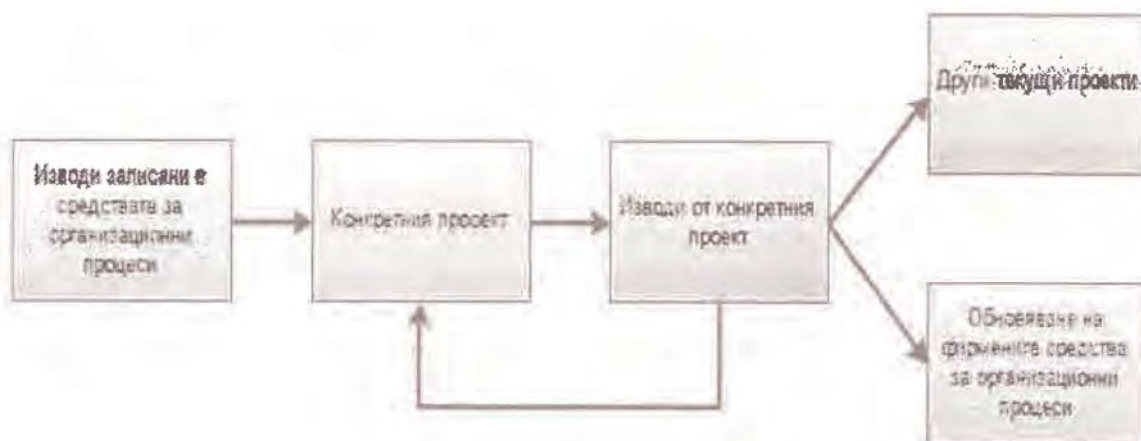 Изводи записани в
средствата за
организационни
процеси
Конкретния проект
Изводи от конкретния
проект
Други текущи проекти
Обновяване на
фирмените средства
за организационни
процеси